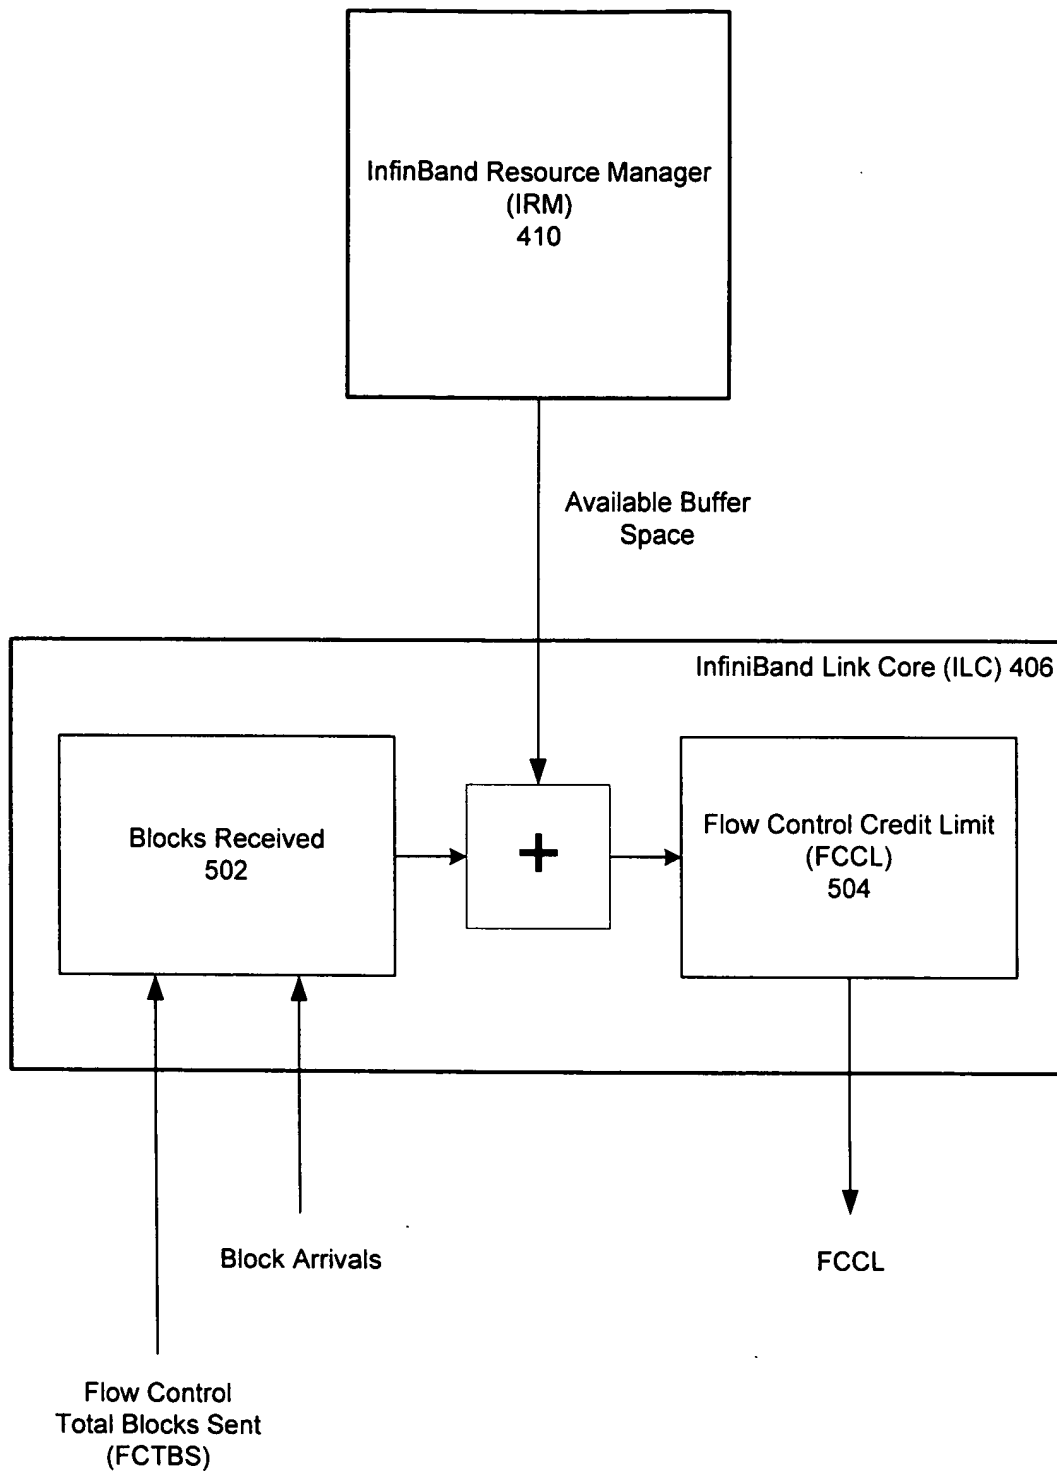 InfinBand Resource Manager
(IRM)
410
Available Buffer
Space
InfiniBand Link Core (ILC) 406
Blocks Received
502
+
Flow Control Credit Limit
(FCCL)
504
Block Arrivals
FCCL
Flow Control
Total Blocks Sent
(FCTBS)